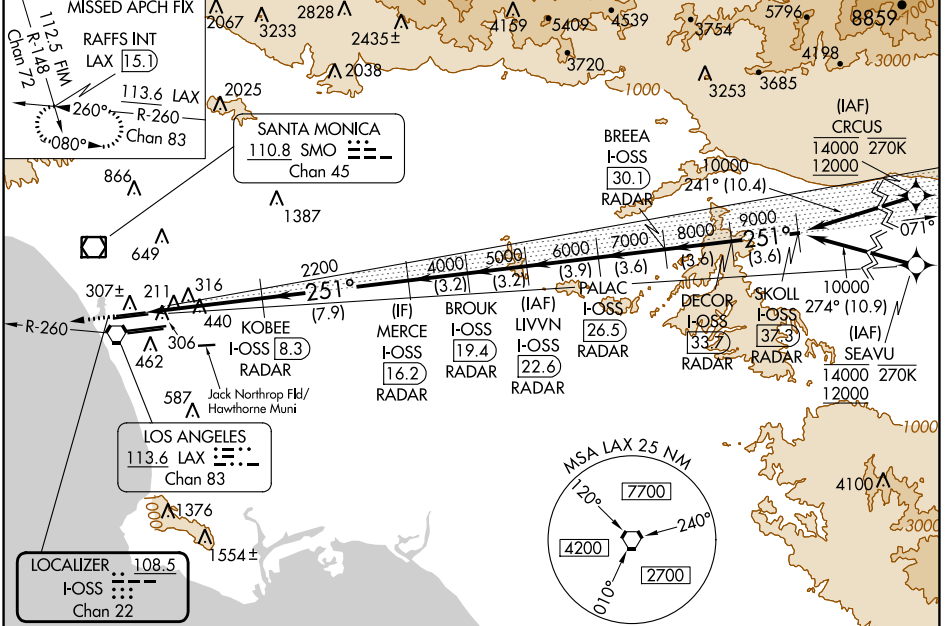 MISSED APCH FIX
112.5 FIM
R-148
Chan 72
RAFFS INT
LAX 15.1
113.6 LAX
260° R-260
Chan 83
080°
2067
3233
2828
2435±
4159
5409
4539
3754
5796
8859
4198
3000
3720
3253
3685
1000
2038
2025
SANTA MONICA
110.8 SMO
Chan 45
866
1387
649
BREEA
I-OSS
30.1
RADAR
(IAF)
CRCUS
14000 270K
12000
10000
241° (10.4)
071°
2200
251°
(7.9)
4000
(3.2)
5000
(3.2)
6000
(3.9)
7000
(3.6)
8000
(3.6)
9000
251°
(3.6)
10000
274° (10.9)
(IAF)
SEAVU
14000 270K
12000
307±
211
316
440
306
462
R-260
KOBEE
I-OSS 8.3
RADAR
(IF)
MERCE
I-OSS
16.2
RADAR
BROUK
I-OSS
19.4
RADAR
(IAF)
LIVVN
I-OSS
22.6
RADAR
PALAC
I-OSS
26.5
RADAR
DECOR
I-OSS
33.7
RADAR
SKOLL
I-OSS
37.3
RADAR
Jack Northrop Fld/
Hawthorne Muni
587
LOS ANGELES
113.6 LAX
Chan 83
1376
1554±
LOCALIZER 108.5
I-OSS
Chan 22
MSA LAX 25 NM
120°
7700
240°
4200
2700
010°
1000
4100
3000